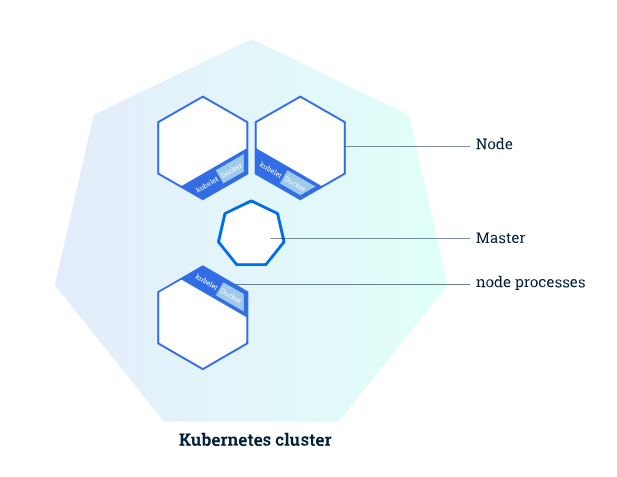 kubelet Docker
kubelet Docker
Node
Master
kubelet Docker
node processes
Kubernetes cluster